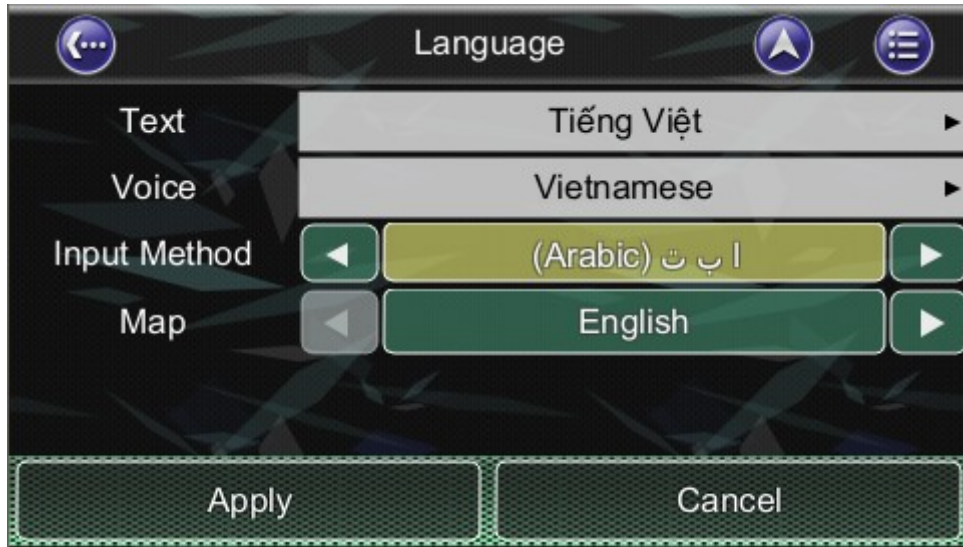 Language
Text Tiếng Việt
Voice Vietnamese
Input Method ا ب ت (Arabic)
Map English
Apply Cancel